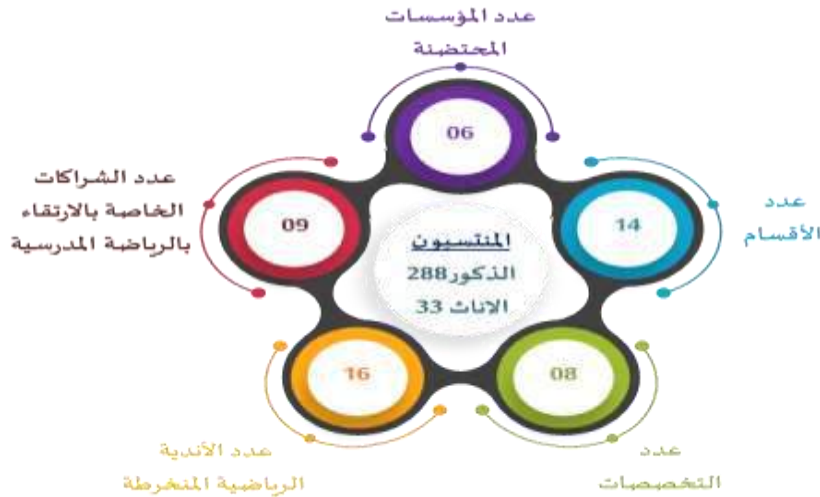 عدد المؤسسات
المحتضنة
06
عدد
الأقسام
14
عدد الشراكات
الخاصة بالارتقاء
بالرياضة المدرسية
09
المنتسبون
الذكور288
الاناث 33
16
08
عدد الأندية
الرياضية المنخرطة
عدد
التخصصات